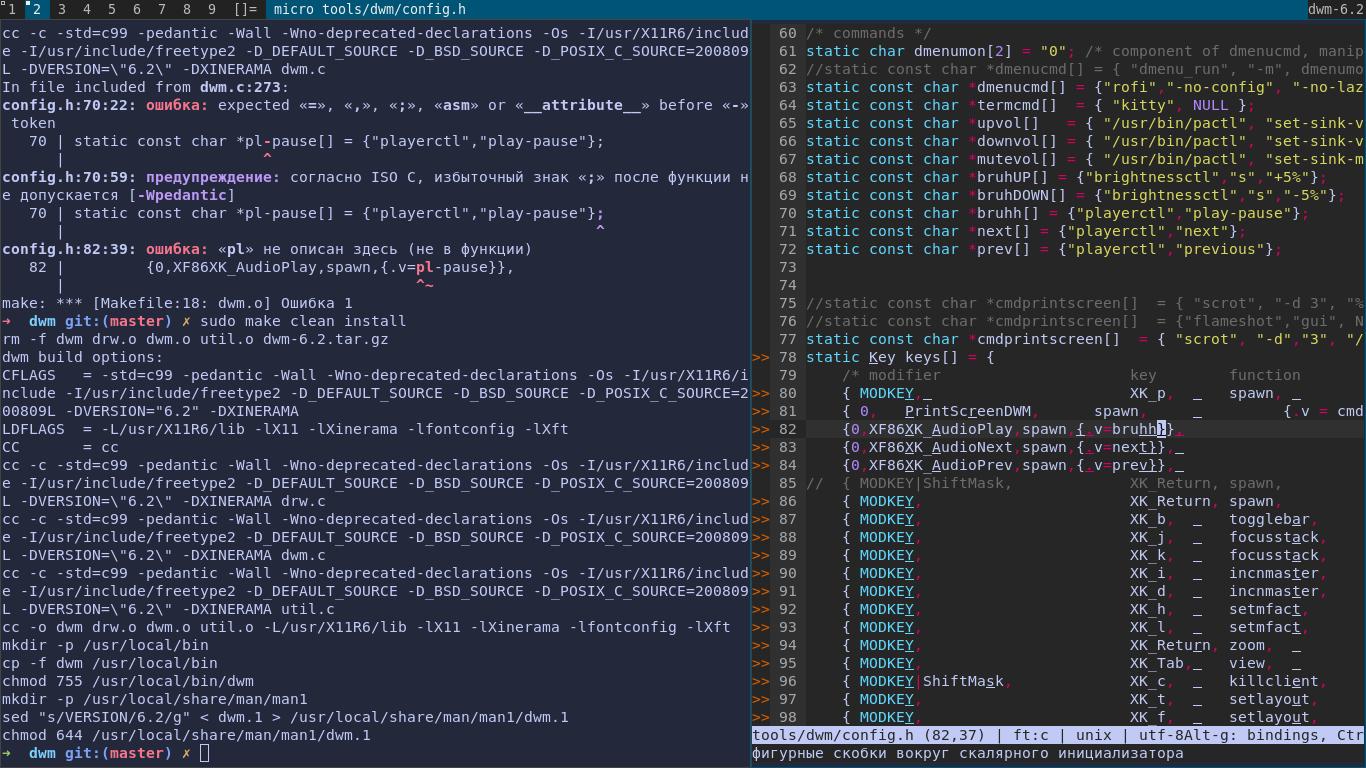 1 2 3 4 5 6 7 8 9 []= micro tools/dwm/config.h dwm-6.2
cc -c -std=c99 -pedantic -Wall -Wno-deprecated-declarations -Os -I/usr/X11R6/includ
e -I/usr/include/freetype2 -D_DEFAULT_SOURCE -D_BSD_SOURCE -D_POSIX_C_SOURCE=200809
L -DVERSION=\"6.2\" -DXINERAMA dwm.c
In file included from dwm.c:273:
config.h:70:22: ошибка: expected «=», «,», «;», «asm» or «__attribute__» before «-»
token
70 | static const char *pl-pause[] = {"playerctl","play-pause"};
| ^
config.h:70:59: предупреждение: согласно ISO C, избыточный знак «;» после функции н
е допускается [-Wpedantic]
70 | static const char *pl-pause[] = {"playerctl","play-pause"};
| ^
config.h:82:39: ошибка: «pl» не описан здесь (не в функции)
82 | {0,XF86XK_AudioPlay,spawn,{.v=pl-pause}},
| ^~
make: *** [Makefile:18: dwm.o] Ошибка 1
➜ dwm git:(master) ✗ sudo make clean install
rm -f dwm drw.o dwm.o util.o dwm-6.2.tar.gz
dwm build options:
CFLAGS = -std=c99 -pedantic -Wall -Wno-deprecated-declarations -Os -I/usr/X11R6/i
nclude -I/usr/include/freetype2 -D_DEFAULT_SOURCE -D_BSD_SOURCE -D_POSIX_C_SOURCE=2
00809L -DVERSION="6.2" -DXINERAMA
LDFLAGS = -L/usr/X11R6/lib -lX11 -lXinerama -lfontconfig -lXft
CC = cc
cc -c -std=c99 -pedantic -Wall -Wno-deprecated-declarations -Os -I/usr/X11R6/includ
e -I/usr/include/freetype2 -D_DEFAULT_SOURCE -D_BSD_SOURCE -D_POSIX_C_SOURCE=200809
L -DVERSION=\"6.2\" -DXINERAMA drw.c
cc -c -std=c99 -pedantic -Wall -Wno-deprecated-declarations -Os -I/usr/X11R6/includ
e -I/usr/include/freetype2 -D_DEFAULT_SOURCE -D_BSD_SOURCE -D_POSIX_C_SOURCE=200809
L -DVERSION=\"6.2\" -DXINERAMA dwm.c
cc -c -std=c99 -pedantic -Wall -Wno-deprecated-declarations -Os -I/usr/X11R6/includ
e -I/usr/include/freetype2 -D_DEFAULT_SOURCE -D_BSD_SOURCE -D_POSIX_C_SOURCE=200809
L -DVERSION=\"6.2\" -DXINERAMA util.c
cc -o dwm drw.o dwm.o util.o -L/usr/X11R6/lib -lX11 -lXinerama -lfontconfig -lXft
mkdir -p /usr/local/bin
cp -f dwm /usr/local/bin
chmod 755 /usr/local/bin/dwm
mkdir -p /usr/local/share/man/man1
sed "s/VERSION/6.2/g" < dwm.1 > /usr/local/share/man/man1/dwm.1
chmod 644 /usr/local/share/man/man1/dwm.1
➜ dwm git:(master) ✗
60 /* commands */
61 static char dmenumon[2] = "0"; /* component of dmenucmd, manip
62 //static const char *dmenucmd[] = { "dmenu_run", "-m", dmenumo
63 static const char *dmenucmd[] = {"rofi","-no-config", "-no-laz
64 static const char *termcmd[] = { "kitty", NULL };
65 static const char *upvol[] = { "/usr/bin/pactl", "set-sink-v
66 static const char *downvol[] = { "/usr/bin/pactl", "set-sink-v
67 static const char *mutevol[] = { "/usr/bin/pactl", "set-sink-m
68 static const char *bruhUP[] = {"brightnessctl","s","+5%"};
69 static const char *bruhDOWN[] = {"brightnessctl","s","-5%"};
70 static const char *bruhh[] = {"playerctl","play-pause"};
71 static const char *next[] = {"playerctl","next"};
72 static const char *prev[] = {"playerctl","previous"};
73
74
75 //static const char *cmdprintscreen[] = { "scrot", "-d 3", "%
76 //static const char *cmdprintscreen[] = {"flameshot","gui", N
77 static const char *cmdprintscreen[] = { "scrot", "-d","3", "/
>> 78 static Key keys[] = {
79 /* modifier key function
>> 80 { MODKEY, XK_p, spawn,
>> 81 { 0, PrintScreenDWM, spawn, {.v = cmd
>> 82 {0,XF86XK_AudioPlay,spawn,{.v=bruhh}},
>> 83 {0,XF86XK_AudioNext,spawn,{.v=next}},
>> 84 {0,XF86XK_AudioPrev,spawn,{.v=prev}},
85 // { MODKEY|ShiftMask, XK_Return, spawn,
>> 86 { MODKEY, XK_Return, spawn,
>> 87 { MODKEY, XK_b, togglebar,
>> 88 { MODKEY, XK_j, focusstack,
>> 89 { MODKEY, XK_k, focusstack,
>> 90 { MODKEY, XK_i, incnmaster,
>> 91 { MODKEY, XK_d, incnmaster,
>> 92 { MODKEY, XK_h, setmfact,
>> 93 { MODKEY, XK_l, setmfact,
>> 94 { MODKEY, XK_Return, zoom,
>> 95 { MODKEY, XK_Tab, view,
>> 96 { MODKEY|ShiftMask, XK_c, killclient,
>> 97 { MODKEY, XK_t, setlayout,
>> 98 { MODKEY, XK_f, setlayout,
tools/dwm/config.h (82,37) | ft:c | unix | utf-8Alt-g: bindings, Ctr
фигурные скобки вокруг скалярного инициализатора